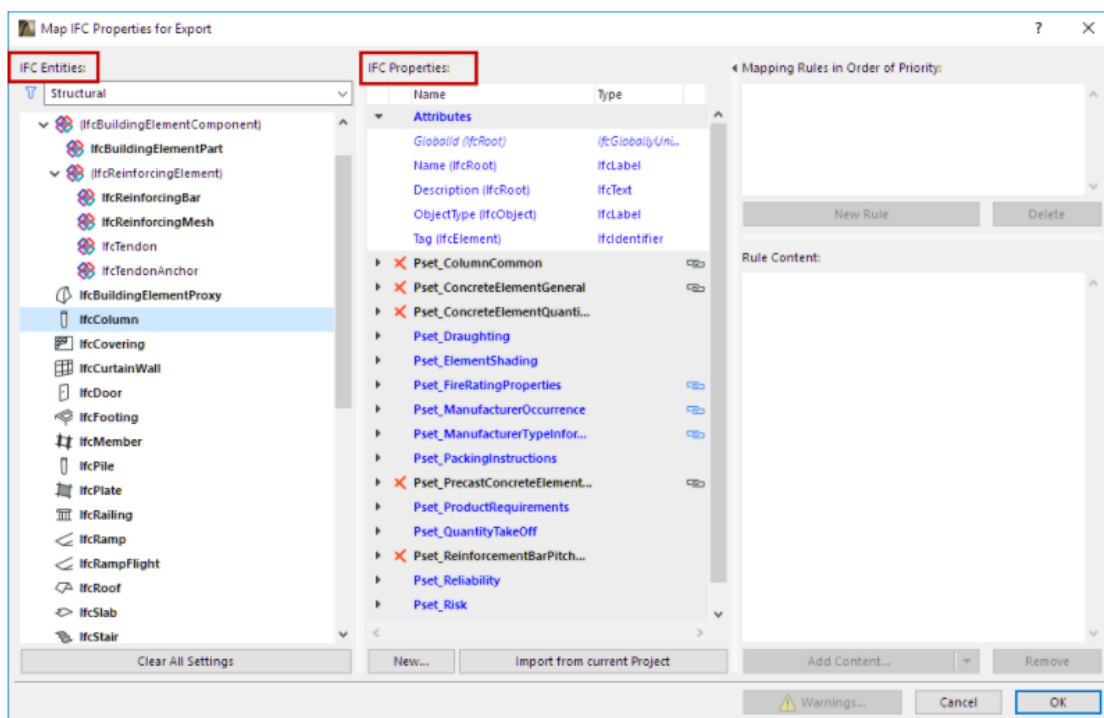 Map IFC Properties for Export
?
IFC Entities:
Structural
(IfcBuildingElementComponent)
IfcBuildingElementPart
(IfcReinforcingElement)
IfcReinforcingBar
IfcReinforcingMesh
IfcTendon
IfcTendonAnchor
IfcBuildingElementProxy
IfcColumn
IfcCovering
IfcCurtainWall
IfcDoor
IfcFooting
IfcMember
IfcPile
IfcPlate
IfcRailing
IfcRamp
IfcRampFlight
IfcRoof
IfcSlab
IfcStair
Clear All Settings
IFC Properties:
Name Type
Attributes
GlobalId (IfcRoot) IfcGloballyUni...
Name (IfcRoot) IfcLabel
Description (IfcRoot) IfcText
ObjectType (IfcObject) IfcLabel
Tag (IfcElement) IfcIdentifier
Pset_ColumnCommon
Pset_ConcreteElementGeneral
Pset_ConcreteElementQuanti...
Pset_Draughting
Pset_ElementShading
Pset_FireRatingProperties
Pset_ManufacturerOccurrence
Pset_ManufacturerTypeInfor...
Pset_PackingInstructions
Pset_PrecastConcreteElement...
Pset_ProductRequirements
Pset_QuantityTakeOff
Pset_ReinforcementBarPitch...
Pset_Reliability
Pset_Risk
New... Import from current Project
Mapping Rules in Order of Priority:
New Rule Delete
Rule Content:
Add Content... Remove
Warnings... Cancel OK